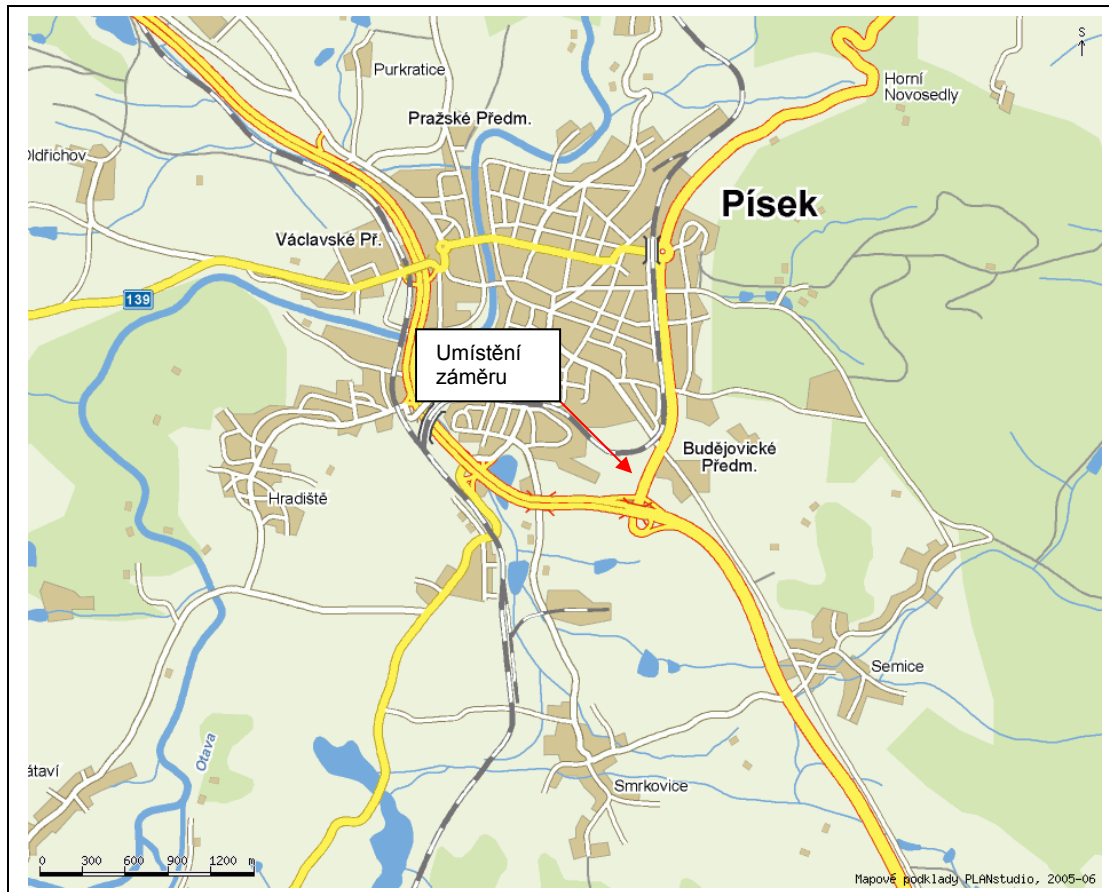 S
Purkratice
Horní
Novosedly
Pražské Předm.
Oldřichov
Písek
Václavské Př.
139
Umístění
záměru
Budějovické
Předm.
Hradiště
Semice
Otava
Smrkovice
0 300 600 900 1200 m
Mapové podklady PLANstudio, 2005-06